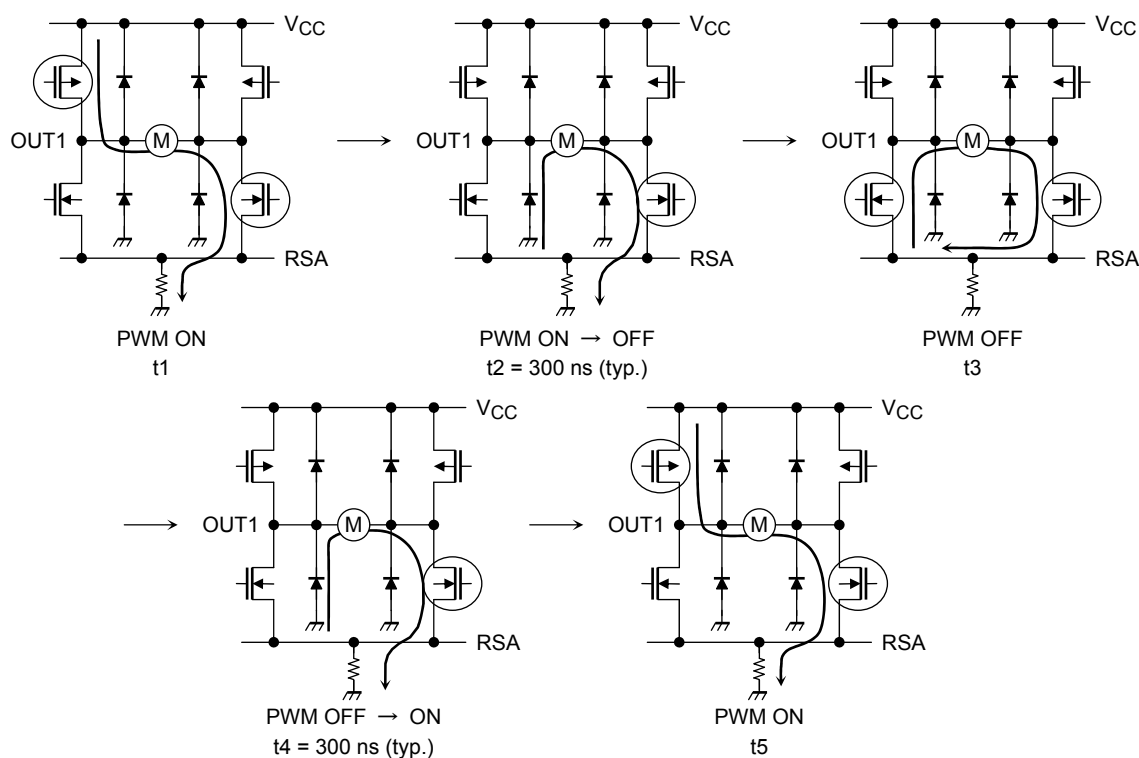 VCC
VCC
VCC
M
M
M
OUT1
OUT1
OUT1
RSA
RSA
RSA
PWM ON
t1
PWM ON → OFF
t2 = 300 ns (typ.)
PWM OFF
t3
VCC
VCC
OUT1
M
OUT1
M
RSA
RSA
PWM OFF → ON
t4 = 300 ns (typ.)
PWM ON
t5